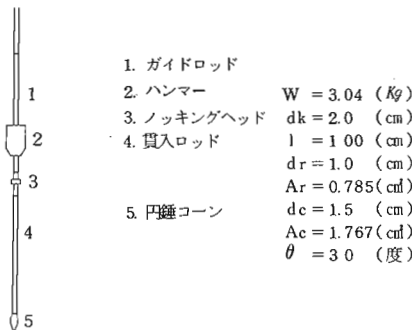 1. ガイドロッド
2. ハンマー W = 3.04 (Kg)
3. ノッキングヘッド dk = 2.0 (cm)
4. 貫入ロッド l = 100 (cm)
dr = 1.0 (cm)
Ar = 0.785(cm²)
5. 円錐コーン dc = 1.5 (cm)
Ac = 1.767(cm²)
θ = 30 (度)
1
2
3
4
5